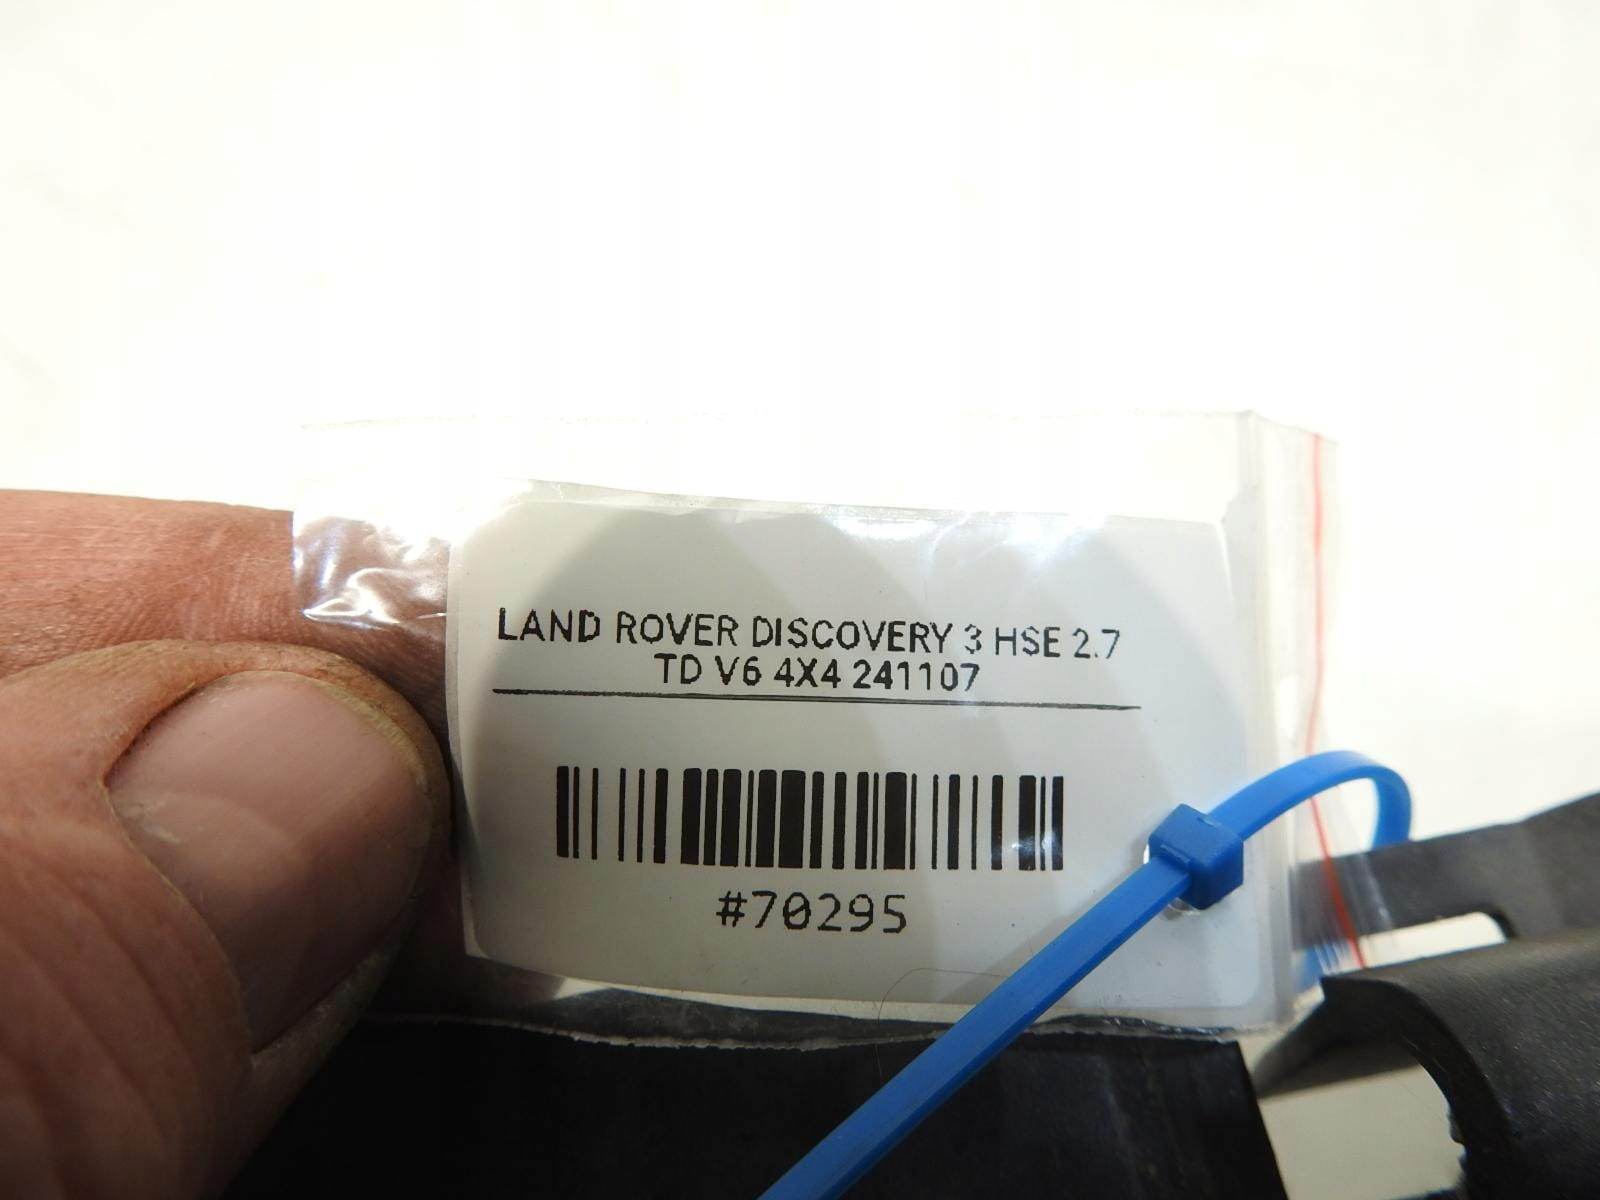 LAND ROVER DISCOVERY 3 HSE 2.7
TD V6 4X4 241107
#70295